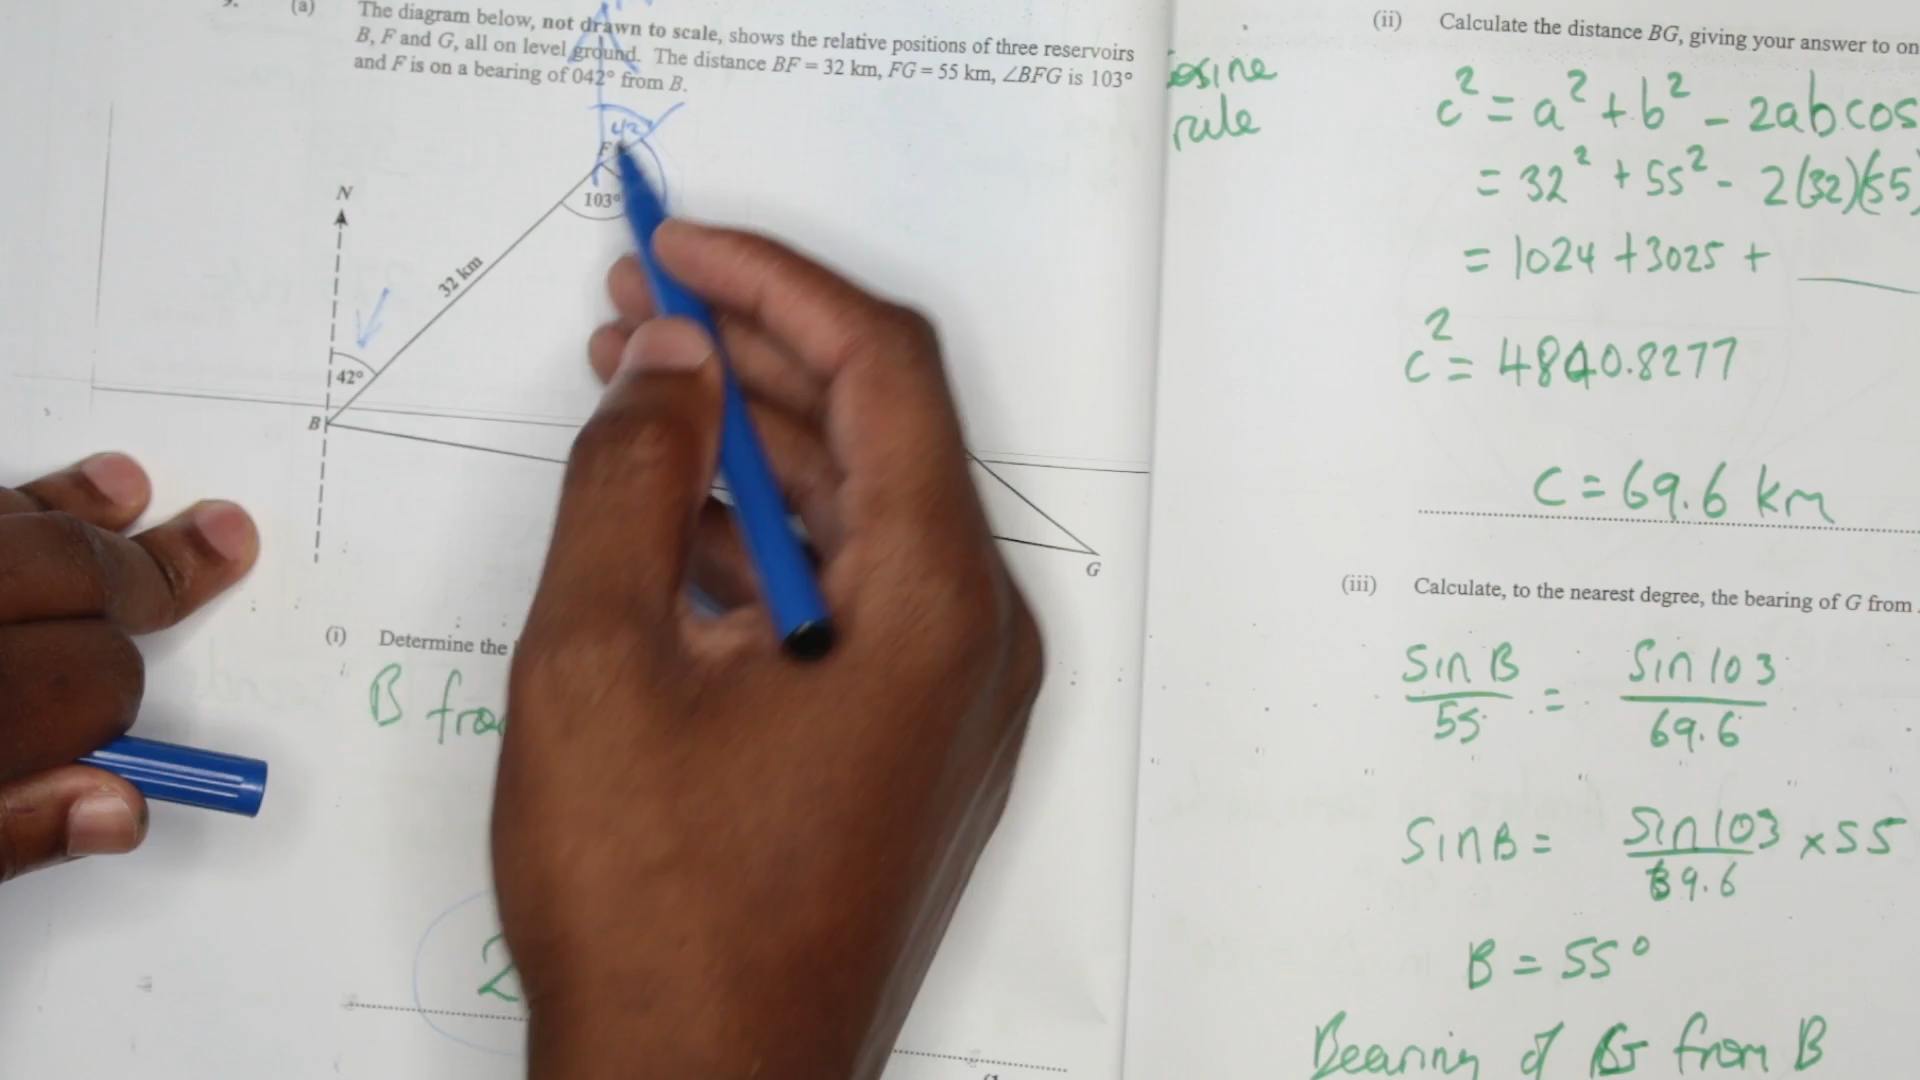 (a) The diagram below, not drawn to scale, shows the relative positions of three reservoirs
B, F and G, all on level ground. The distance BF = 32 km, FG = 55 km, ∠BFG is 103°
and F is on a bearing of 042° from B.
42
F
N
103°
32 km
42°
B
G
(i) Determine the
B from
2
(ii) Calculate the distance BG, giving your answer to on
cosine
rule
c² = a² + b² - 2ab cos
= 32² + 55² - 2(32)(55)
= 1024 + 3025 +
c² = 4840.8277
C = 69.6 km
(iii) Calculate, to the nearest degree, the bearing of G from
Sin B / 55 = Sin 103 / 69.6
Sin B = Sin 103 / 69.6 × 55
B = 55°
Bearing of G from B